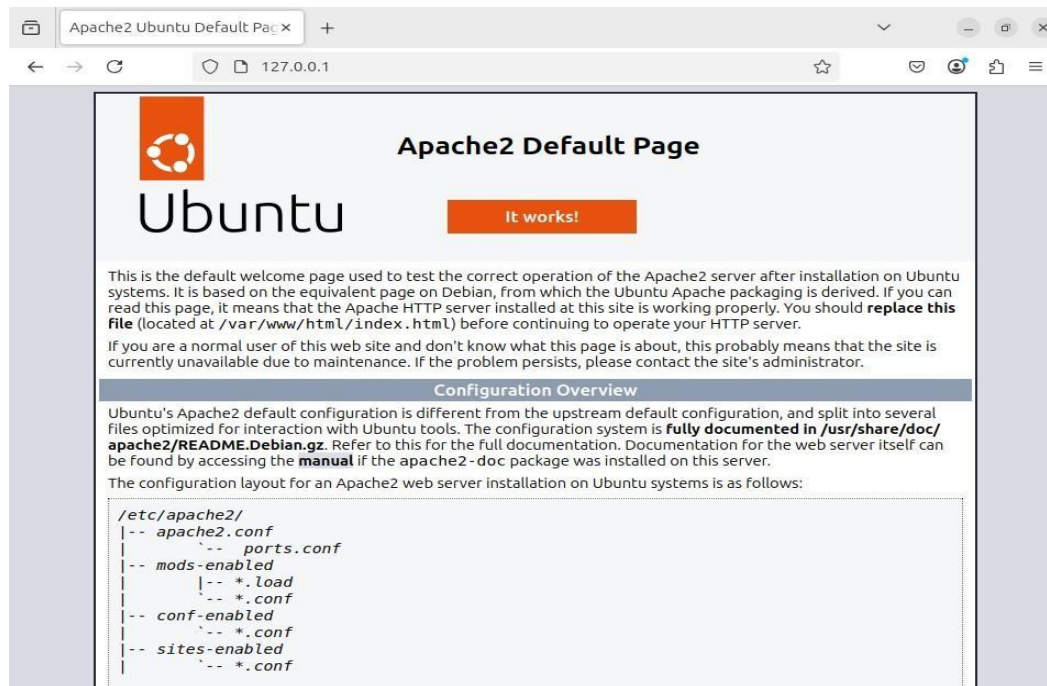 Apache2 Ubuntu Default Pag
127.0.0.1
Apache2 Default Page
Ubuntu
It works!
This is the default welcome page used to test the correct operation of the Apache2 server after installation on Ubuntu
systems. It is based on the equivalent page on Debian, from which the Ubuntu Apache packaging is derived. If you can
read this page, it means that the Apache HTTP server installed at this site is working properly. You should replace this
file (located at /var/www/html/index.html) before continuing to operate your HTTP server.
If you are a normal user of this web site and don't know what this page is about, this probably means that the site is
currently unavailable due to maintenance. If the problem persists, please contact the site's administrator.
Configuration Overview
Ubuntu's Apache2 default configuration is different from the upstream default configuration, and split into several
files optimized for interaction with Ubuntu tools. The configuration system is fully documented in /usr/share/doc/
apache2/README.Debian.gz. Refer to this for the full documentation. Documentation for the web server itself can
be found by accessing the manual if the apache2-doc package was installed on this server.
The configuration layout for an Apache2 web server installation on Ubuntu systems is as follows:
/etc/apache2/
|-- apache2.conf
|       `--  ports.conf
|-- mods-enabled
|       |-- *.load
|       `-- *.conf
|-- conf-enabled
|       `-- *.conf
|-- sites-enabled
|       `-- *.conf